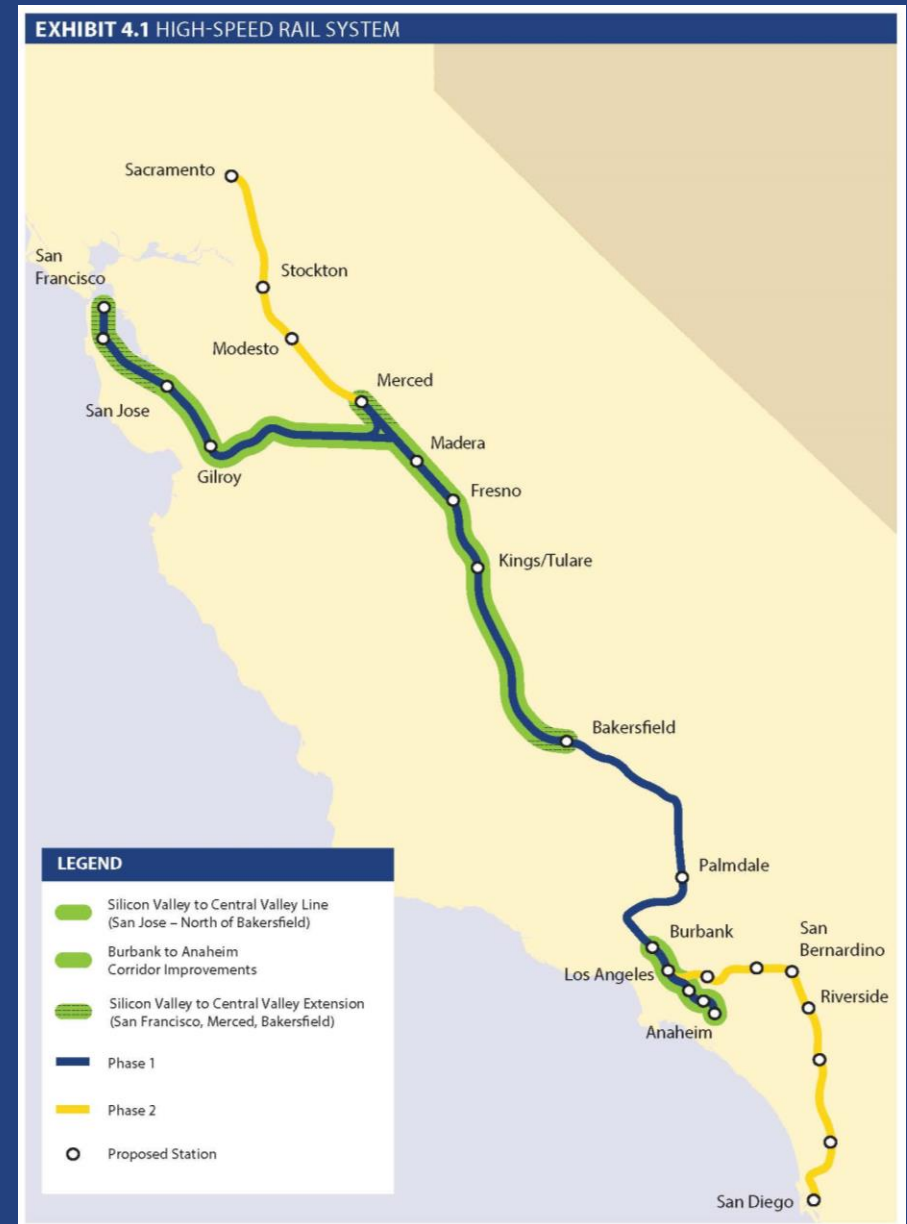 EXHIBIT 4.1 HIGH-SPEED RAIL SYSTEM
Sacramento
San
Francisco
Stockton
Modesto
Merced
San Jose
Madera
Gilroy
Fresno
Kings/Tulare
Bakersfield
Palmdale
Burbank
San
Bernardino
Los Angeles
Riverside
Anaheim
San Diego
LEGEND
Silicon Valley to Central Valley Line
(San Jose – North of Bakersfield)
Burbank to Anaheim
Corridor Improvements
Silicon Valley to Central Valley Extension
(San Francisco, Merced, Bakersfield)
Phase 1
Phase 2
Proposed Station